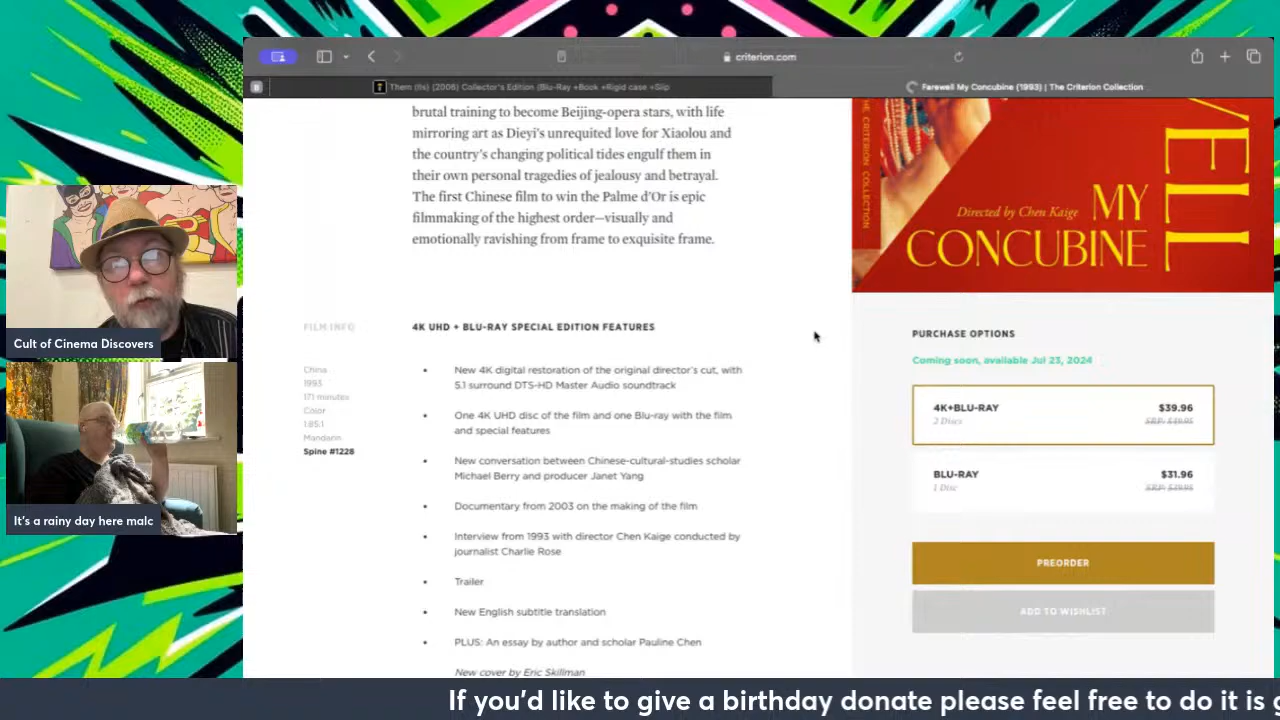 criterion.com
Them (Ils) (2006) Collector's Edition (Blu-Ray +Book +Rigid case +Slip
Farewell My Concubine (1993) | The Criterion Collection
brutal training to become Beijing-opera stars, with life
mirroring art as Dieyi's unrequited love for Xiaolou and
the country's changing political tides engulf them in
their own personal tragedies of jealousy and betrayal.
The first Chinese film to win the Palme d'Or is epic
filmmaking of the highest order—visually and
emotionally ravishing from frame to exquisite frame.
FILM INFO
China
1993
171 minutes
Color
1.85:1
Mandarin
Spine #1228
4K UHD + BLU-RAY SPECIAL EDITION FEATURES
• New 4K digital restoration of the original director's cut, with
5.1 surround DTS-HD Master Audio soundtrack
• One 4K UHD disc of the film and one Blu-ray with the film
and special features
• New conversation between Chinese-cultural-studies scholar
Michael Berry and producer Janet Yang
• Documentary from 2003 on the making of the film
• Interview from 1993 with director Chen Kaige conducted by
journalist Charlie Rose
• Trailer
• New English subtitle translation
• PLUS: An essay by author and scholar Pauline Chen
New cover by Eric Skillman
THE CRITERION COLLECTION
VELL
Directed by Chen Kaige
MY
CONCUBINE
PURCHASE OPTIONS
Coming soon, available Jul 23, 2024
4K+BLU-RAY $39.96
2 Discs SRP: $49.95
BLU-RAY $31.96
1 Disc SRP: $39.95
PREORDER
ADD TO WISHLIST
Cult of Cinema Discovers
It's a rainy day here malc
If you'd like to give a birthday donate please feel free to do it is